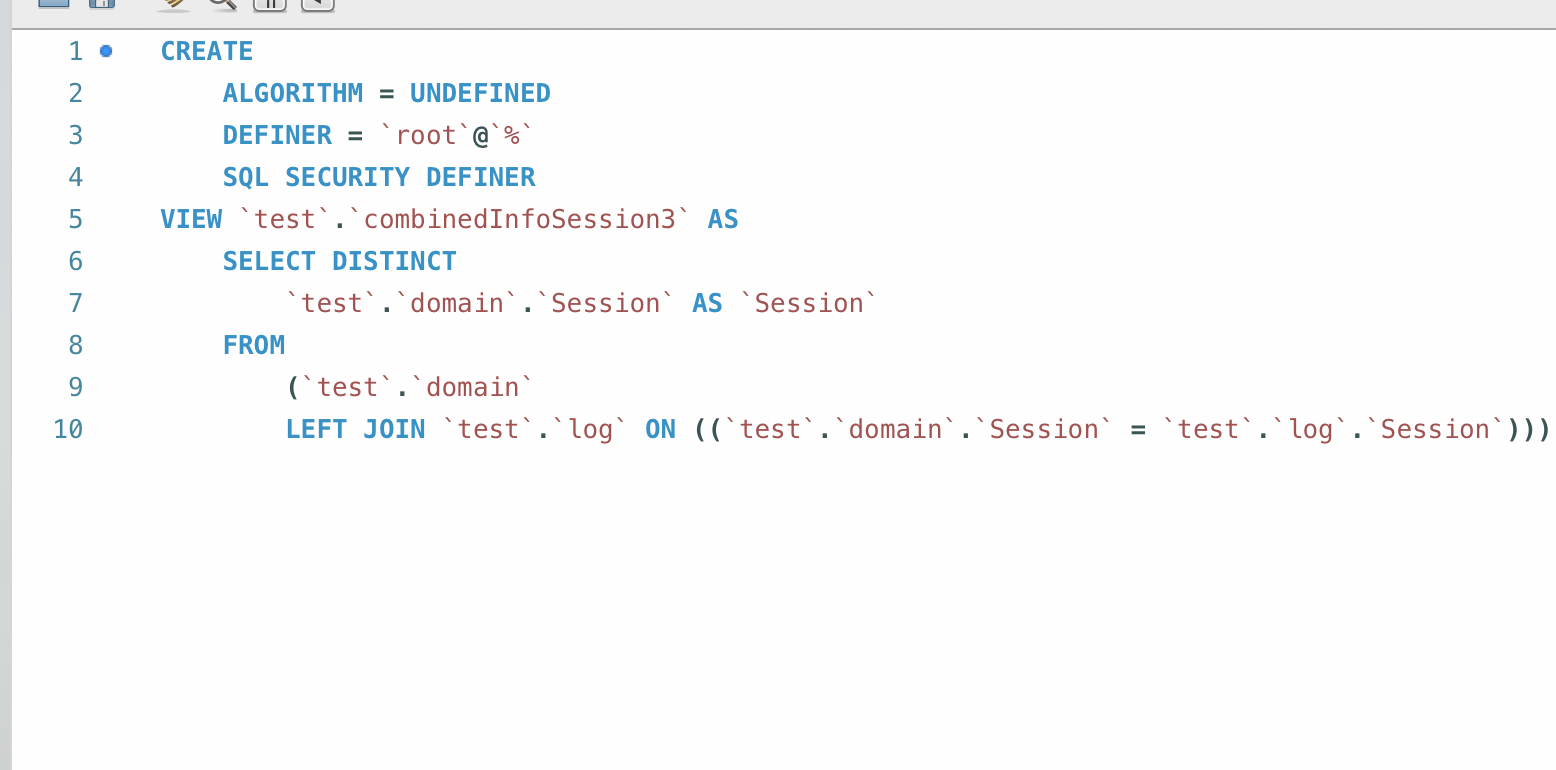 1 CREATE
2 ALGORITHM = UNDEFINED
3 DEFINER = `root`@`%`
4 SQL SECURITY DEFINER
5 VIEW `test`.`combinedInfoSession3` AS
6 SELECT DISTINCT
7 `test`.`domain`.`Session` AS `Session`
8 FROM
9 (`test`.`domain`
10 LEFT JOIN `test`.`log` ON ((`test`.`domain`.`Session` = `test`.`log`.`Session`)))